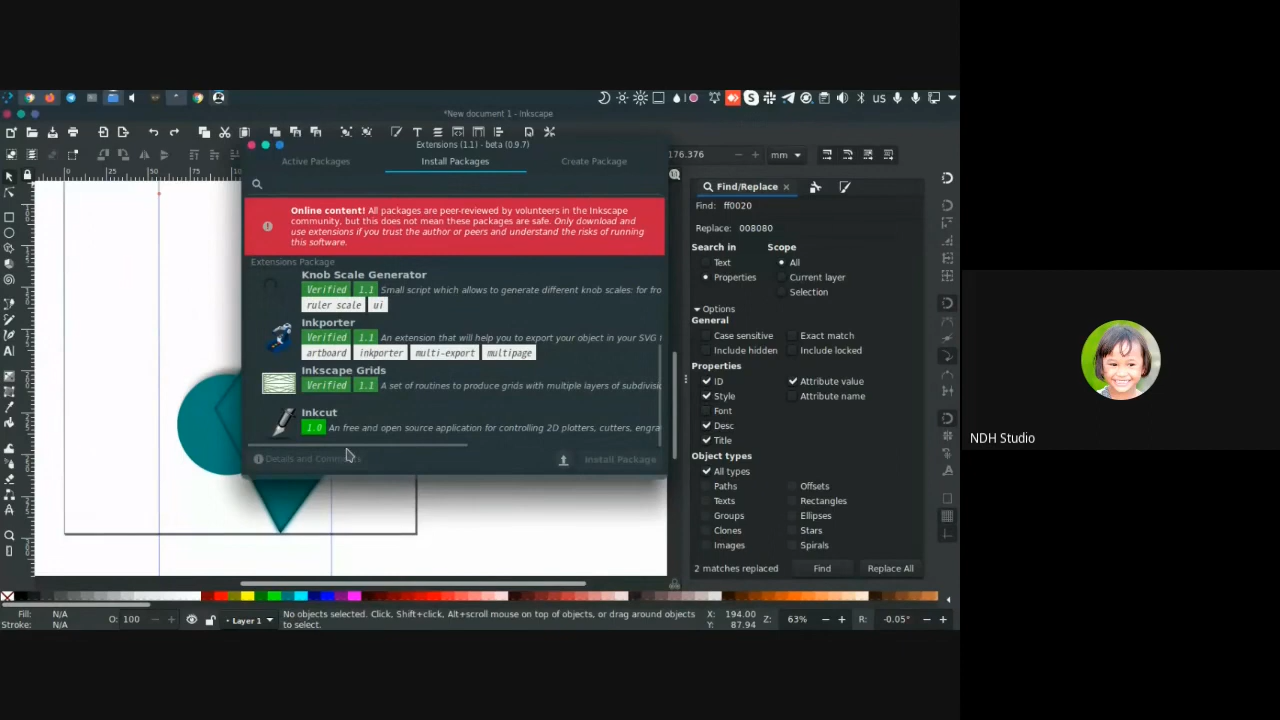 US
*New document 1 - Inkscape
Extensions (1.1) - beta (0.9.7)
Active Packages
Install Packages
Create Package
176.376
mm
0
25
50
75
Online content! All packages are peer-reviewed by volunteers in the Inkscape
community, but this does not mean these packages are safe. Only download and
use extensions if you trust the author or peers and understand the risks of running
this software.
Extensions Package
Knob Scale Generator
Verified 1.1 Small script which allows to generate different knob scales: for fro
ruler scale ui
Inkporter
Verified 1.1 An extension that will help you to export your object in your SVG
artboard inkporter multi-export multipage
Inkscape Grids
Verified 1.1 A set of routines to produce grids with multiple layers of
Inkcut
1.0 An free and open source application for controlling 2D plotters, cutters, engra
Details and
Install Package
Find/Replace
Find: ff0020
Replace: 008080
Search in
Scope
Text
All
Properties
Current layer
Selection
Options
General
Case sensitive
Exact match
Include hidden
Include locked
Properties
ID
Attribute value
Style
Attribute name
Font
Desc
Title
Object types
All types
Paths
Offsets
Texts
Rectangles
Groups
Ellipses
Clones
Stars
Images
Spirals
2 matches replaced
Find
Replace All
Fill: N/A
Stroke: N/A
O: 100
Layer 1
No objects selected. Click, Shift+click, Alt+scroll mouse on top of objects, or drag around objects
to select.
X: 194.00
Y: 87.94
Z: 63%
R: -0.05°
NDH Studio